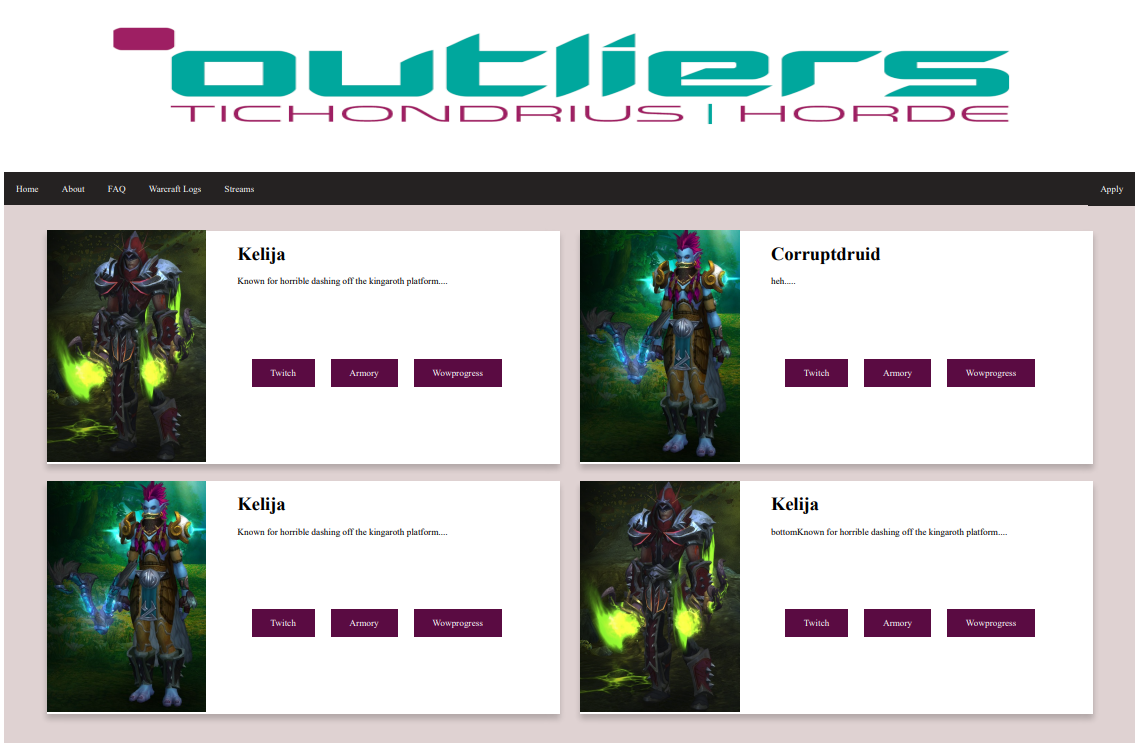 outliers
TICHONDRIUS | HORDE
Home About FAQ Warcraft Logs Streams Apply
Kelija
Known for horrible dashing off the kingaroth platform....
Twitch Armory Wowprogress
Corruptdruid
heh.....
Twitch Armory Wowprogress
Kelija
Known for horrible dashing off the kingaroth platform....
Twitch Armory Wowprogress
Kelija
bottomKnown for horrible dashing off the kingaroth platform....
Twitch Armory Wowprogress